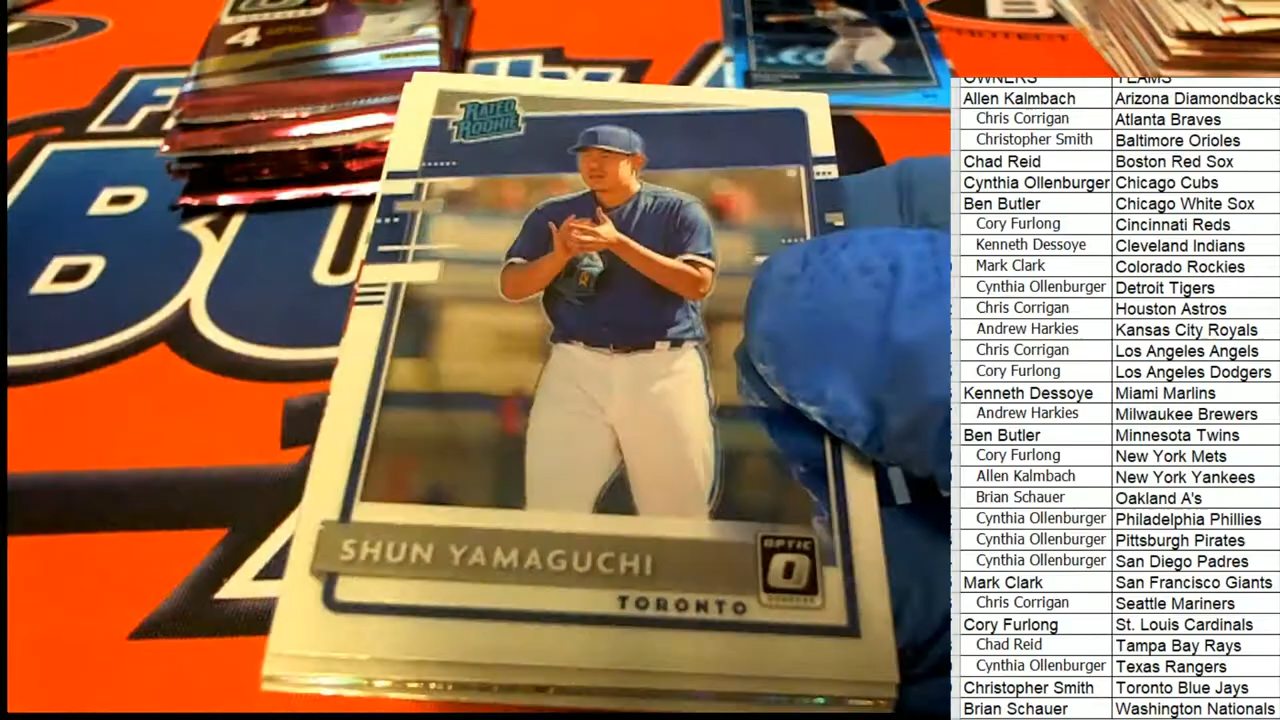 4
RATED ROOKIE
SHUN YAMAGUCHI
OPTIC
TORONTO
BU
B
PROTECT
OWNERS TEAMS
Allen Kalmbach Arizona Diamondbacks
Chris Corrigan Atlanta Braves
Christopher Smith Baltimore Orioles
Chad Reid Boston Red Sox
Cynthia Ollenburger Chicago Cubs
Ben Butler Chicago White Sox
Cory Furlong Cincinnati Reds
Kenneth Dessoye Cleveland Indians
Mark Clark Colorado Rockies
Cynthia Ollenburger Detroit Tigers
Chris Corrigan Houston Astros
Andrew Harkies Kansas City Royals
Chris Corrigan Los Angeles Angels
Cory Furlong Los Angeles Dodgers
Kenneth Dessoye Miami Marlins
Andrew Harkies Milwaukee Brewers
Ben Butler Minnesota Twins
Cory Furlong New York Mets
Allen Kalmbach New York Yankees
Brian Schauer Oakland A's
Cynthia Ollenburger Philadelphia Phillies
Cynthia Ollenburger Pittsburgh Pirates
Cynthia Ollenburger San Diego Padres
Mark Clark San Francisco Giants
Chris Corrigan Seattle Mariners
Cory Furlong St. Louis Cardinals
Chad Reid Tampa Bay Rays
Cynthia Ollenburger Texas Rangers
Christopher Smith Toronto Blue Jays
Brian Schauer Washington Nationals